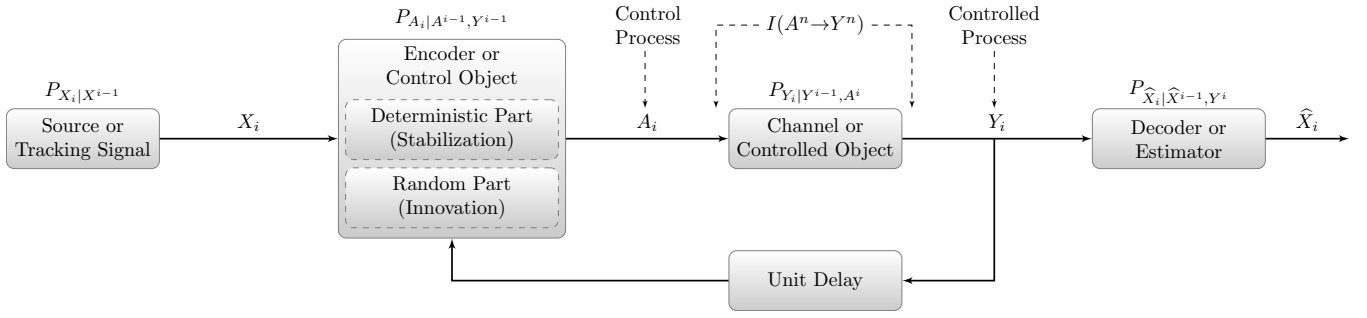 P_{X_i|X^{i-1}}
Source or
Tracking Signal
X_i
P_{A_i|A^{i-1},Y^{i-1}}
Encoder or
Control Object
Deterministic Part
(Stabilization)
Random Part
(Innovation)
Control
Process
A_i
I(A^n→Y^n)
P_{Y_i|Y^{i-1},A^i}
Channel or
Controlled Object
Controlled
Process
Y_i
P_{\widehat{X}_i|\widehat{X}^{i-1},Y^i}
Decoder or
Estimator
\widehat{X}_i
Unit Delay